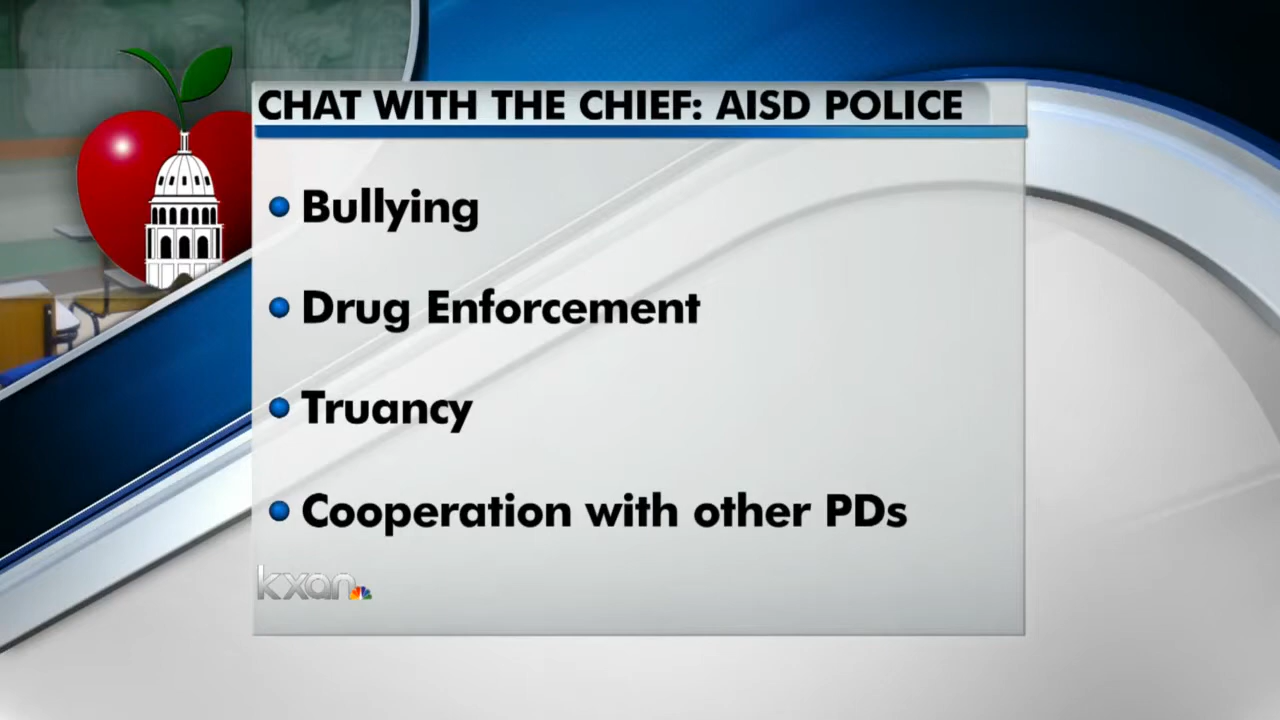 CHAT WITH THE CHIEF: AISD POLICE
Bullying
Drug Enforcement
Truancy
Cooperation with other PDs
kxan